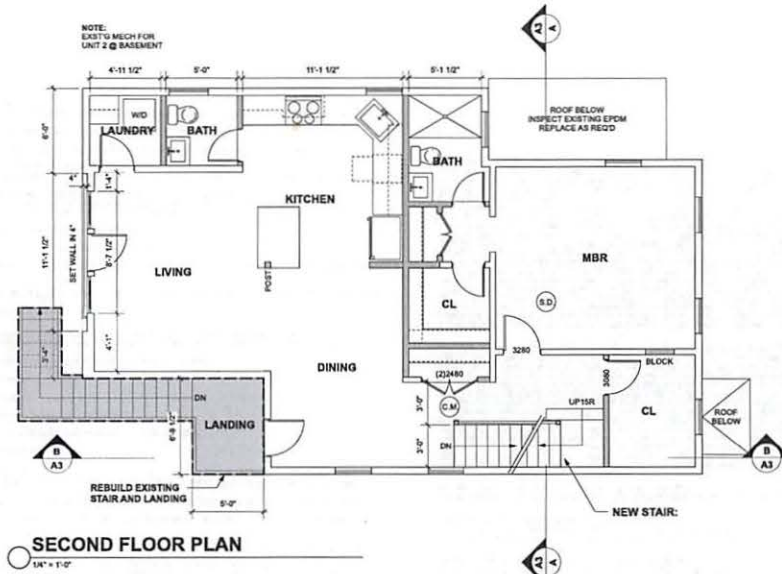 NOTE:
EXST'G MECH FOR
UNIT 2 @ BASEMENT
A3 A
4'-11 1/2" 5'-0" 11'-1 1/2" 5'-1 1/2"
W/D
LAUNDRY
BATH
BATH
ROOF BELOW
INSPECT EXISTING EPDM
REPLACE AS REQ'D
6'-0"
4"
1'-4"
KITCHEN
11'-1 1/2"
SET WALL IN 4"
6'-7 1/2"
LIVING
POST
MBR
S.D.
CL
3'-4"
4'-1"
DINING
3280
BLOCK
(2)2480
C.M
3080
CL
DN
LANDING
6'-8 1/2"
3'-0"
3'-0"
DN
UP15R
ROOF
BELOW
B
A3
B
A3
REBUILD EXISTING
STAIR AND LANDING
5'-0"
NEW STAIR:
SECOND FLOOR PLAN
1/4" = 1'-0"
A3 A